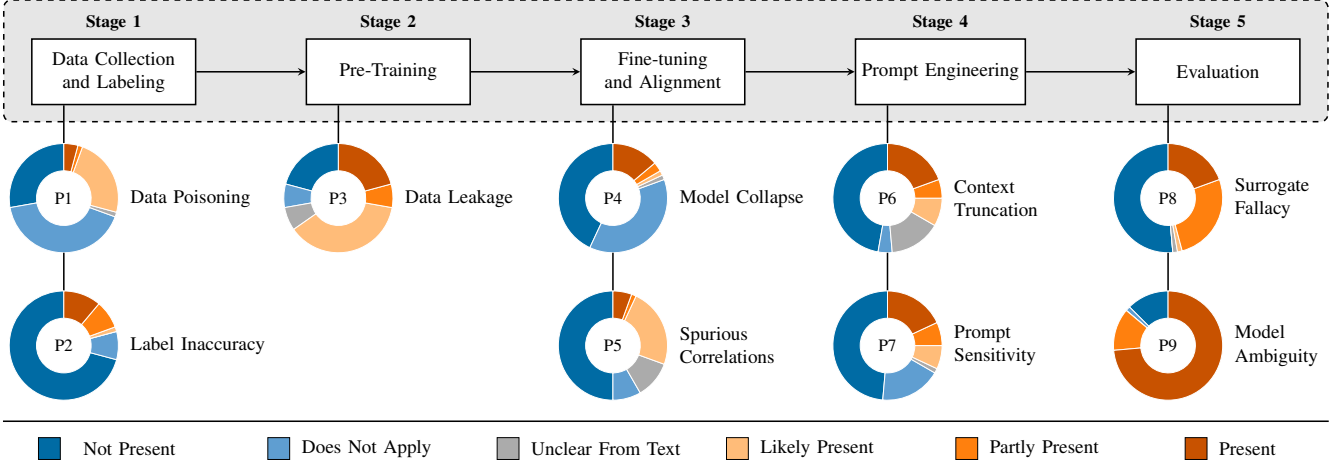 Stage 1
Stage 2
Stage 3
Stage 4
Stage 5
Data Collection
and Labeling
Pre-Training
Fine-tuning
and Alignment
Prompt Engineering
Evaluation
P1
Data Poisoning
P3
Data Leakage
P4
Model Collapse
P6
Context
Truncation
P8
Surrogate
Fallacy
P2
Label Inaccuracy
P5
Spurious
Correlations
P7
Prompt
Sensitivity
P9
Model
Ambiguity
Not Present
Does Not Apply
Unclear From Text
Likely Present
Partly Present
Present